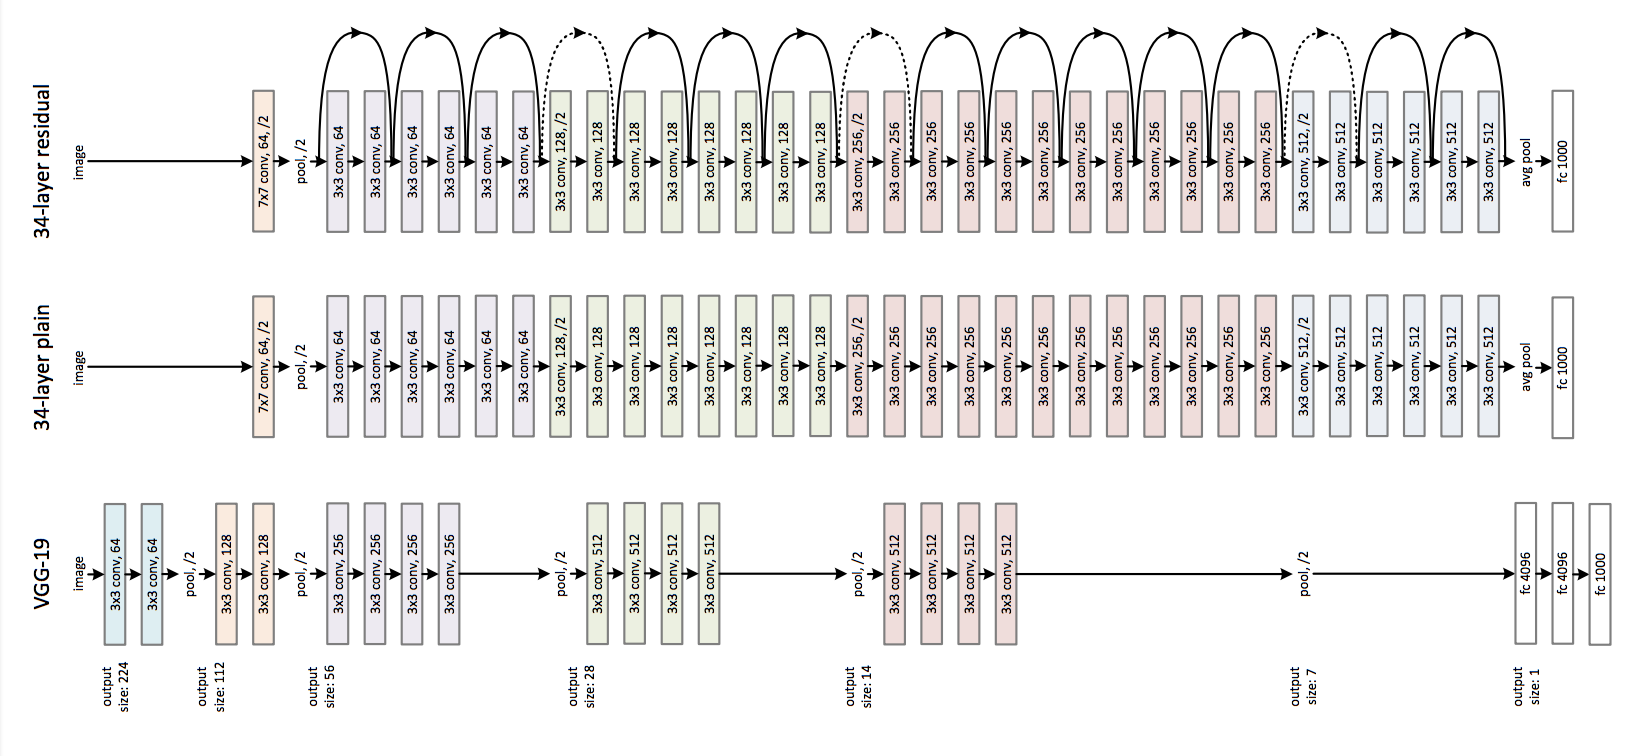 34-layer residual
image
7x7 conv, 64, /2
pool, /2
3x3 conv, 64
3x3 conv, 64
3x3 conv, 64
3x3 conv, 64
3x3 conv, 64
3x3 conv, 64
3x3 conv, 128, /2
3x3 conv, 128
3x3 conv, 128
3x3 conv, 128
3x3 conv, 128
3x3 conv, 128
3x3 conv, 128
3x3 conv, 128
3x3 conv, 256, /2
3x3 conv, 256
3x3 conv, 256
3x3 conv, 256
3x3 conv, 256
3x3 conv, 256
3x3 conv, 256
3x3 conv, 256
3x3 conv, 256
3x3 conv, 256
3x3 conv, 256
3x3 conv, 256
3x3 conv, 512, /2
3x3 conv, 512
3x3 conv, 512
3x3 conv, 512
3x3 conv, 512
3x3 conv, 512
avg pool
fc 1000
34-layer plain
image
7x7 conv, 64, /2
pool, /2
3x3 conv, 64
3x3 conv, 64
3x3 conv, 64
3x3 conv, 64
3x3 conv, 64
3x3 conv, 64
3x3 conv, 128, /2
3x3 conv, 128
3x3 conv, 128
3x3 conv, 128
3x3 conv, 128
3x3 conv, 128
3x3 conv, 128
3x3 conv, 128
3x3 conv, 256, /2
3x3 conv, 256
3x3 conv, 256
3x3 conv, 256
3x3 conv, 256
3x3 conv, 256
3x3 conv, 256
3x3 conv, 256
3x3 conv, 256
3x3 conv, 256
3x3 conv, 256
3x3 conv, 256
3x3 conv, 512, /2
3x3 conv, 512
3x3 conv, 512
3x3 conv, 512
3x3 conv, 512
3x3 conv, 512
avg pool
fc 1000
VGG-19
image
3x3 conv, 64
3x3 conv, 64
pool, /2
3x3 conv, 128
3x3 conv, 128
pool, /2
3x3 conv, 256
3x3 conv, 256
3x3 conv, 256
3x3 conv, 256
pool, /2
3x3 conv, 512
3x3 conv, 512
3x3 conv, 512
3x3 conv, 512
pool, /2
3x3 conv, 512
3x3 conv, 512
3x3 conv, 512
3x3 conv, 512
pool, /2
fc 4096
fc 4096
fc 1000
output
size: 224
output
size: 112
output
size: 56
output
size: 28
output
size: 14
output
size: 7
output
size: 1